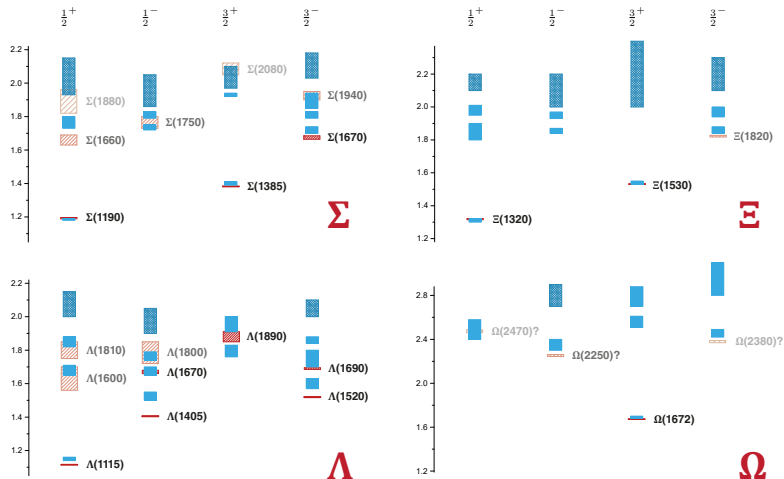 1/2+ 1/2− 3/2+ 3/2− 1/2+ 1/2− 3/2+ 3/2−
2.2
2.0
1.8
1.6
1.4
1.2
Σ(1880)
Σ(1660)
Σ(1190)
Σ(1750)
Σ(2080)
Σ(1385)
Σ(1940)
Σ(1670)
Σ
2.2
2.0
1.8
1.6
1.4
1.2
Ξ(1320)
Ξ(1530)
Ξ(1820)
Ξ
2.2
2.0
1.8
1.6
1.4
1.2
Λ(1810)
Λ(1600)
Λ(1115)
Λ(1800)
Λ(1670)
Λ(1405)
Λ(1890)
Λ(1690)
Λ(1520)
Λ
2.8
2.4
2.0
1.6
1.2
Ω(2470)?
Ω(2250)?
Ω(1672)
Ω(2380)?
Ω